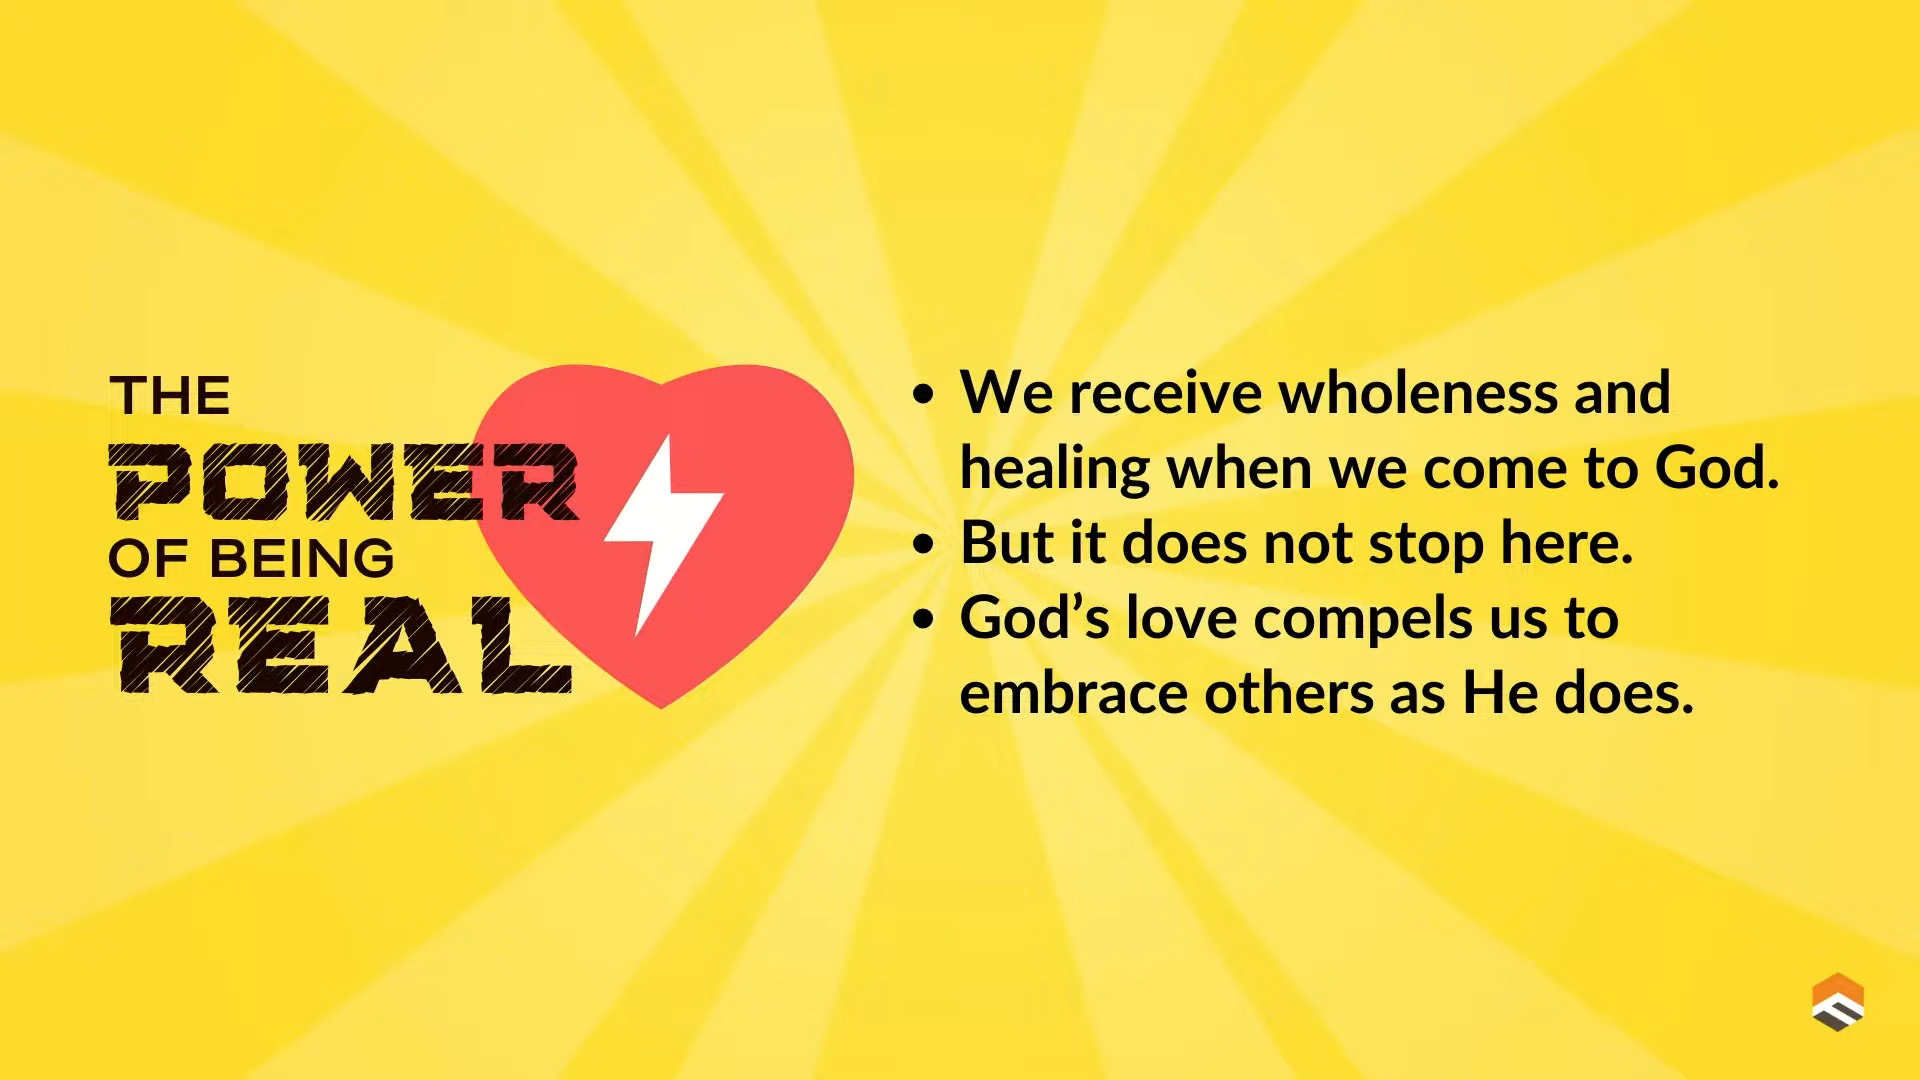 THE
POWER
OF BEING
REAL
• We receive wholeness and
healing when we come to God.
• But it does not stop here.
• God’s love compels us to
embrace others as He does.